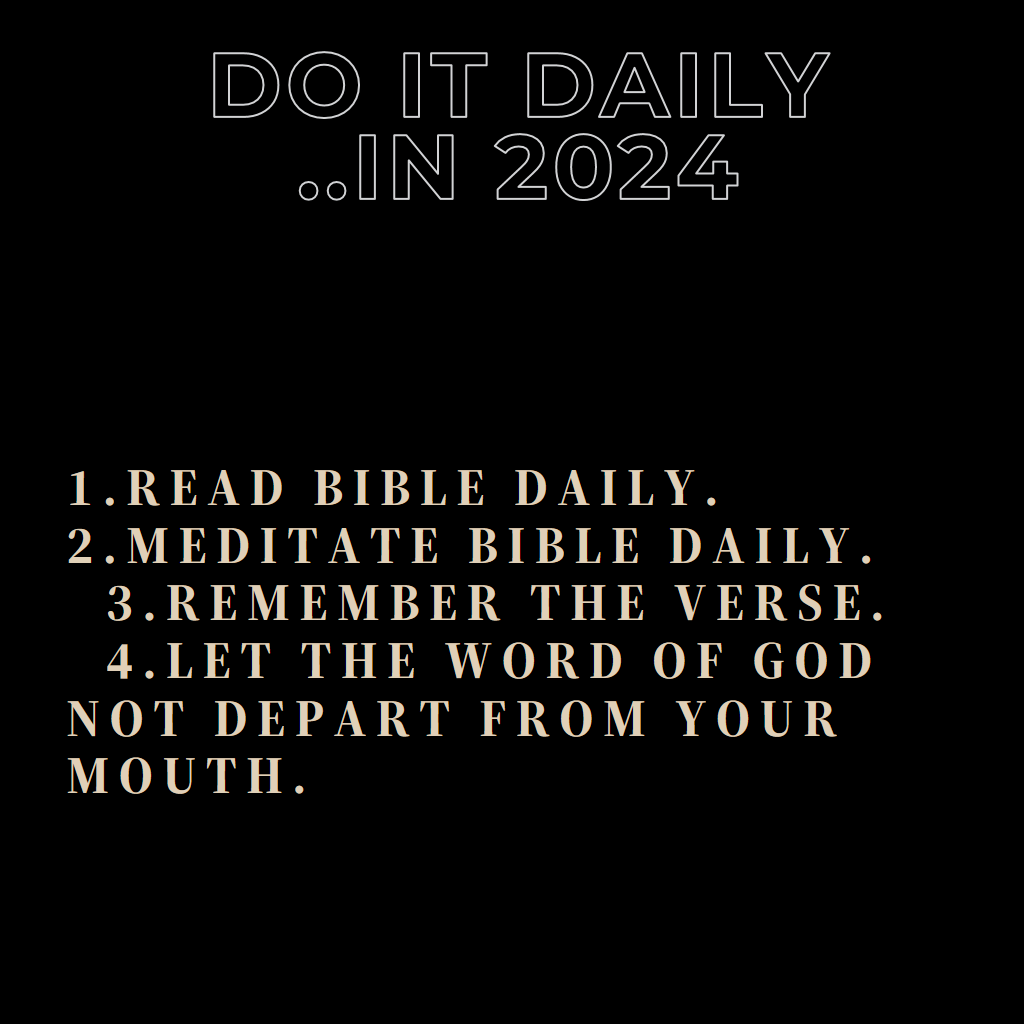 DO IT DAILY
..IN 2024
1.READ BIBLE DAILY.
2.MEDITATE BIBLE DAILY.
3.REMEMBER THE VERSE.
4.LET THE WORD OF GOD
NOT DEPART FROM YOUR
MOUTH.